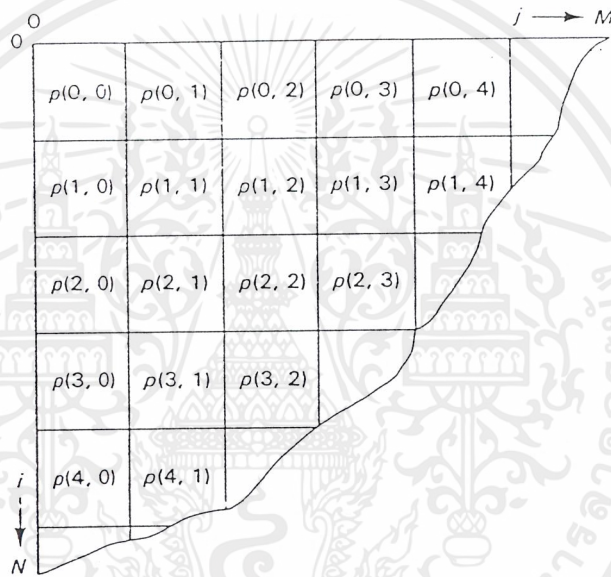 0
j → M
0
p(0, 0) p(0, 1) p(0, 2) p(0, 3) p(0, 4)
p(1, 0) p(1, 1) p(1, 2) p(1, 3) p(1, 4)
p(2, 0) p(2, 1) p(2, 2) p(2, 3)
p(3, 0) p(3, 1) p(3, 2)
i
p(4, 0) p(4, 1)
N